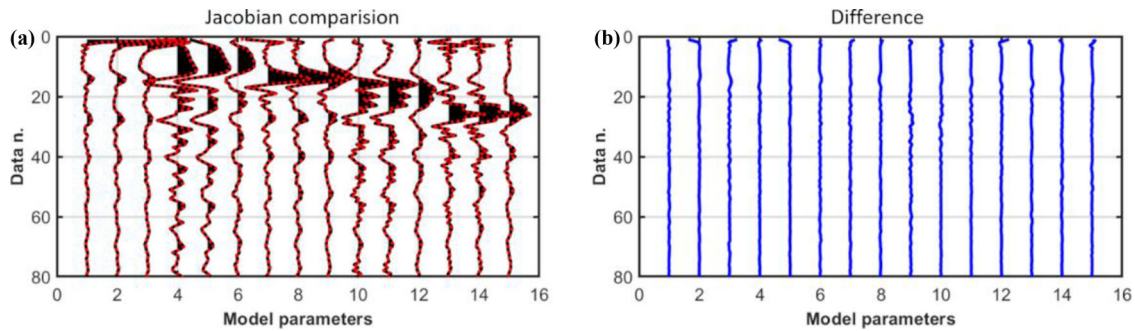 Jacobian comparision
(a)
0
20
40
60
80
Data n.
0 2 4 6 8 10 12 14 16
Model parameters
Difference
(b)
0
20
40
60
80
Data n.
0 2 4 6 8 10 12 14 16
Model parameters